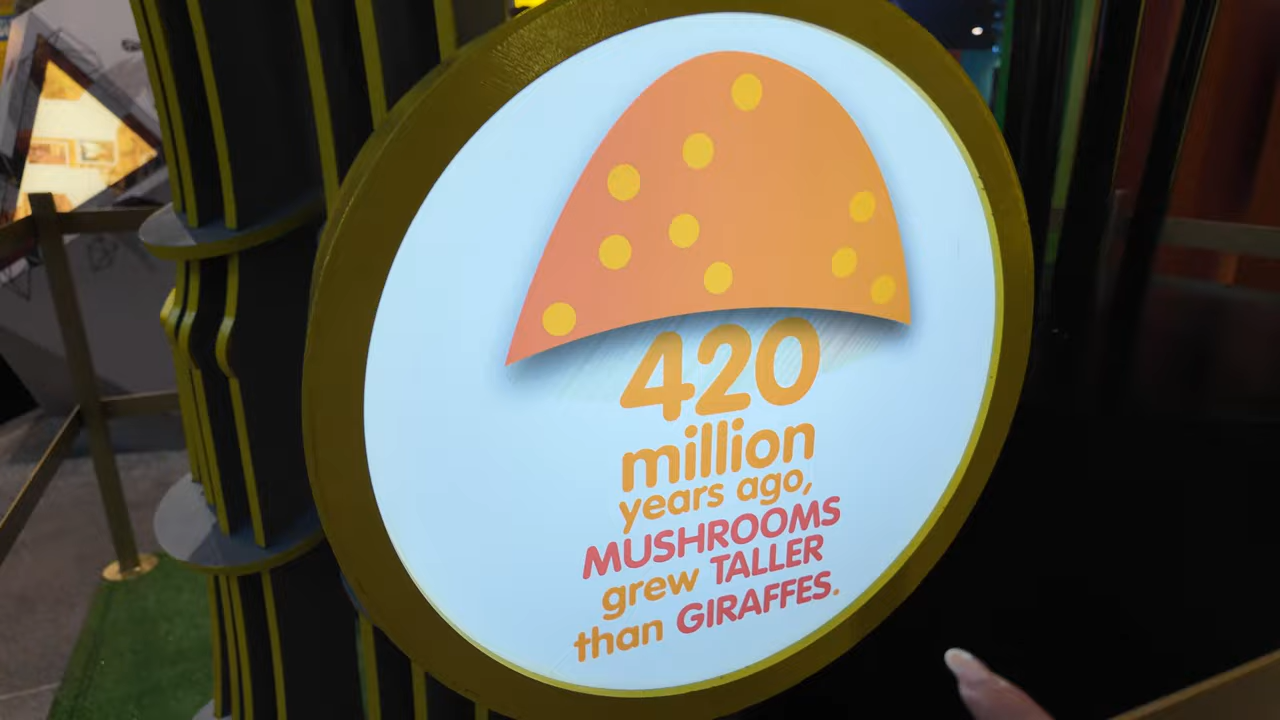 420
million
years ago,
MUSHROOMS
grew TALLER
than GIRAFFES.